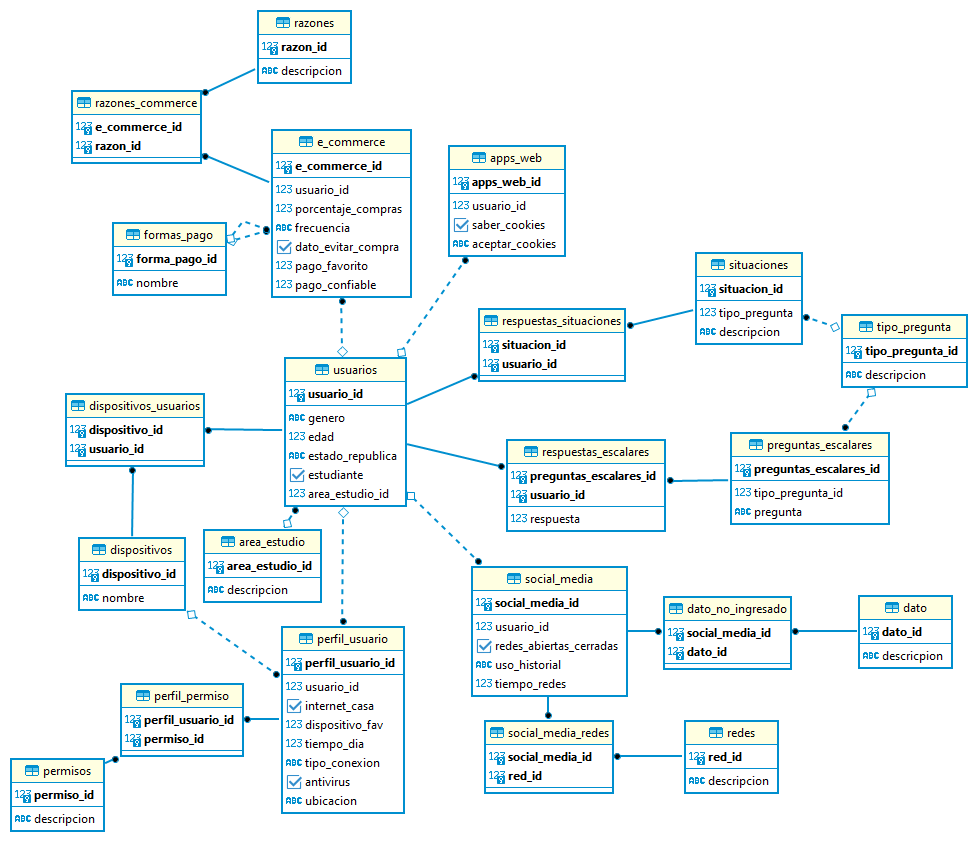 razones
123 razon_id
ABC descripcion
razones_commerce
123 e_commerce_id
123 razon_id
e_commerce
123 e_commerce_id
123 usuario_id
123 porcentaje_compras
ABC frecuencia
dato_evitar_compra
123 pago_favorito
123 pago_confiable
apps_web
123 apps_web_id
123 usuario_id
saber_cookies
ABC aceptar_cookies
formas_pago
123 forma_pago_id
ABC nombre
situaciones
123 situacion_id
123 tipo_pregunta
ABC descripcion
respuestas_situaciones
123 situacion_id
123 usuario_id
tipo_pregunta
123 tipo_pregunta_id
ABC descripcion
usuarios
123 usuario_id
ABC genero
123 edad
ABC estado_republica
estudiante
123 area_estudio_id
dispositivos_usuarios
123 dispositivo_id
123 usuario_id
respuestas_escalares
123 preguntas_escalares_id
123 usuario_id
123 respuesta
preguntas_escalares
123 preguntas_escalares_id
123 tipo_pregunta_id
ABC pregunta
dispositivos
123 dispositivo_id
ABC nombre
area_estudio
123 area_estudio_id
ABC descripcion
social_media
123 social_media_id
123 usuario_id
redes_abiertas_cerradas
ABC uso_historial
123 tiempo_redes
dato_no_ingresado
123 social_media_id
123 dato_id
dato
123 dato_id
ABC descricpion
perfil_usuario
123 perfil_usuario_id
123 usuario_id
internet_casa
123 dispositivo_fav
123 tiempo_dia
ABC tipo_conexion
antivirus
ABC ubicacion
perfil_permiso
123 perfil_usuario_id
123 permiso_id
social_media_redes
123 social_media_id
123 red_id
redes
123 red_id
ABC descripcion
permisos
123 permiso_id
ABC descripcion